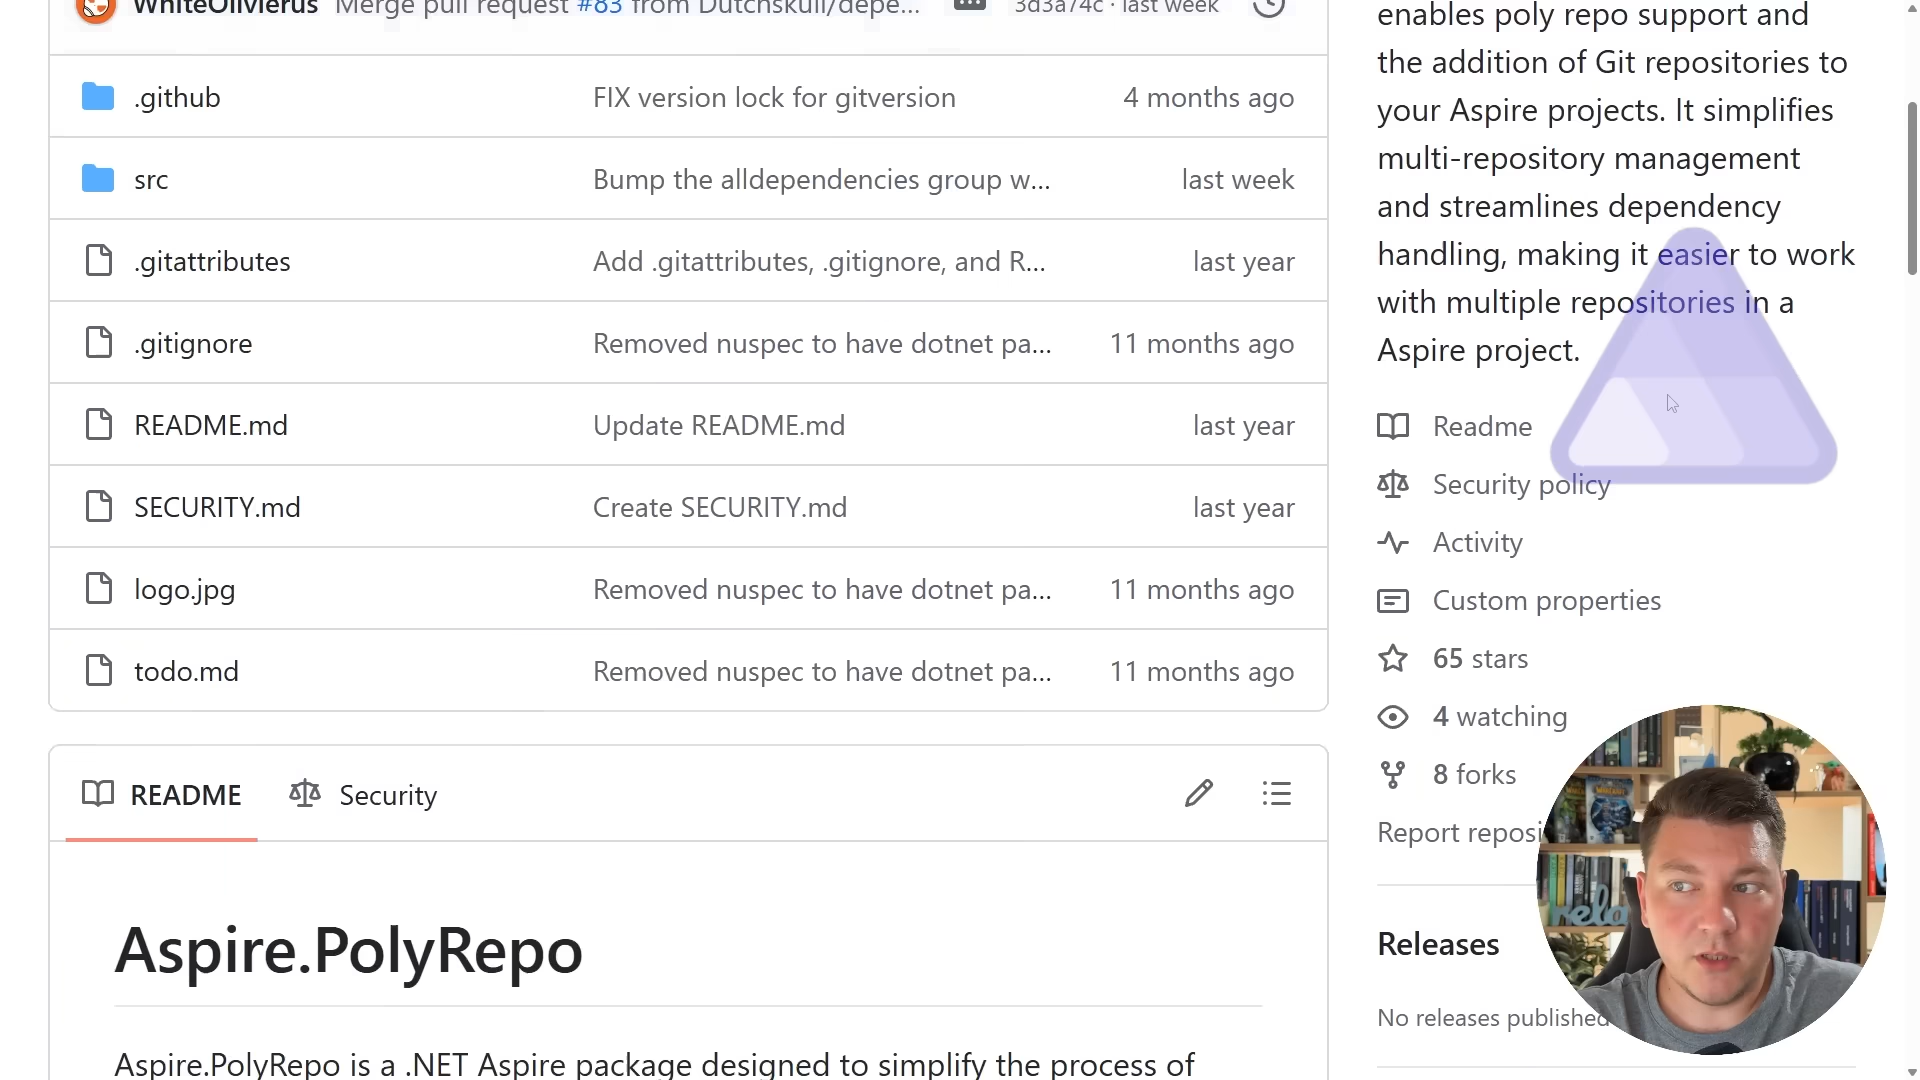 WhiteOlivierus Merge pull request #83 from Dutchskull/depe... 3d3a74c · last week
.github FIX version lock for gitversion 4 months ago
src Bump the alldependencies group w... last week
.gitattributes Add .gitattributes, .gitignore, and R... last year
.gitignore Removed nuspec to have dotnet pa... 11 months ago
README.md Update README.md last year
SECURITY.md Create SECURITY.md last year
logo.jpg Removed nuspec to have dotnet pa... 11 months ago
todo.md Removed nuspec to have dotnet pa... 11 months ago
README Security
Aspire.PolyRepo
Aspire.PolyRepo is a .NET Aspire package designed to simplify the process of
enables poly repo support and
the addition of Git repositories to
your Aspire projects. It simplifies
multi-repository management
and streamlines dependency
handling, making it easier to work
with multiple repositories in a
Aspire project.
Readme
Security policy
Activity
Custom properties
65 stars
4 watching
8 forks
Report reposi
Releases
No releases published